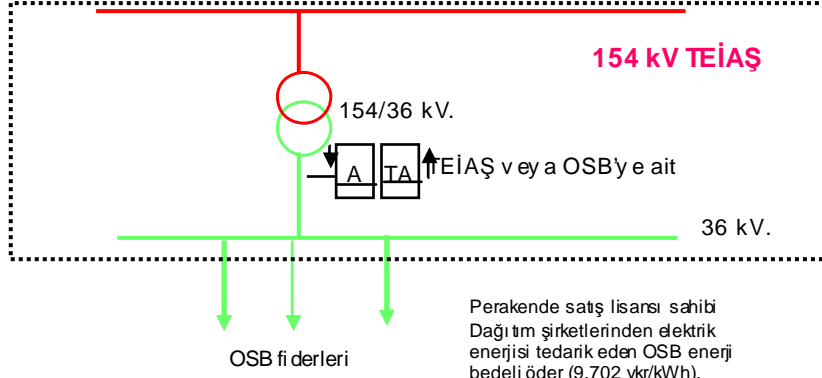 154 kV TEİAŞ
154/36 kV.
A TA TEİAŞ veya OSB'ye ait
36 kV.
Perakende satış lisansı sahibi
Dağıtım şirketlerinden elektrik
enerjisi tedarik eden OSB enerji
bedeli öder (9,702 ykr/kWh).
OSB fiderleri